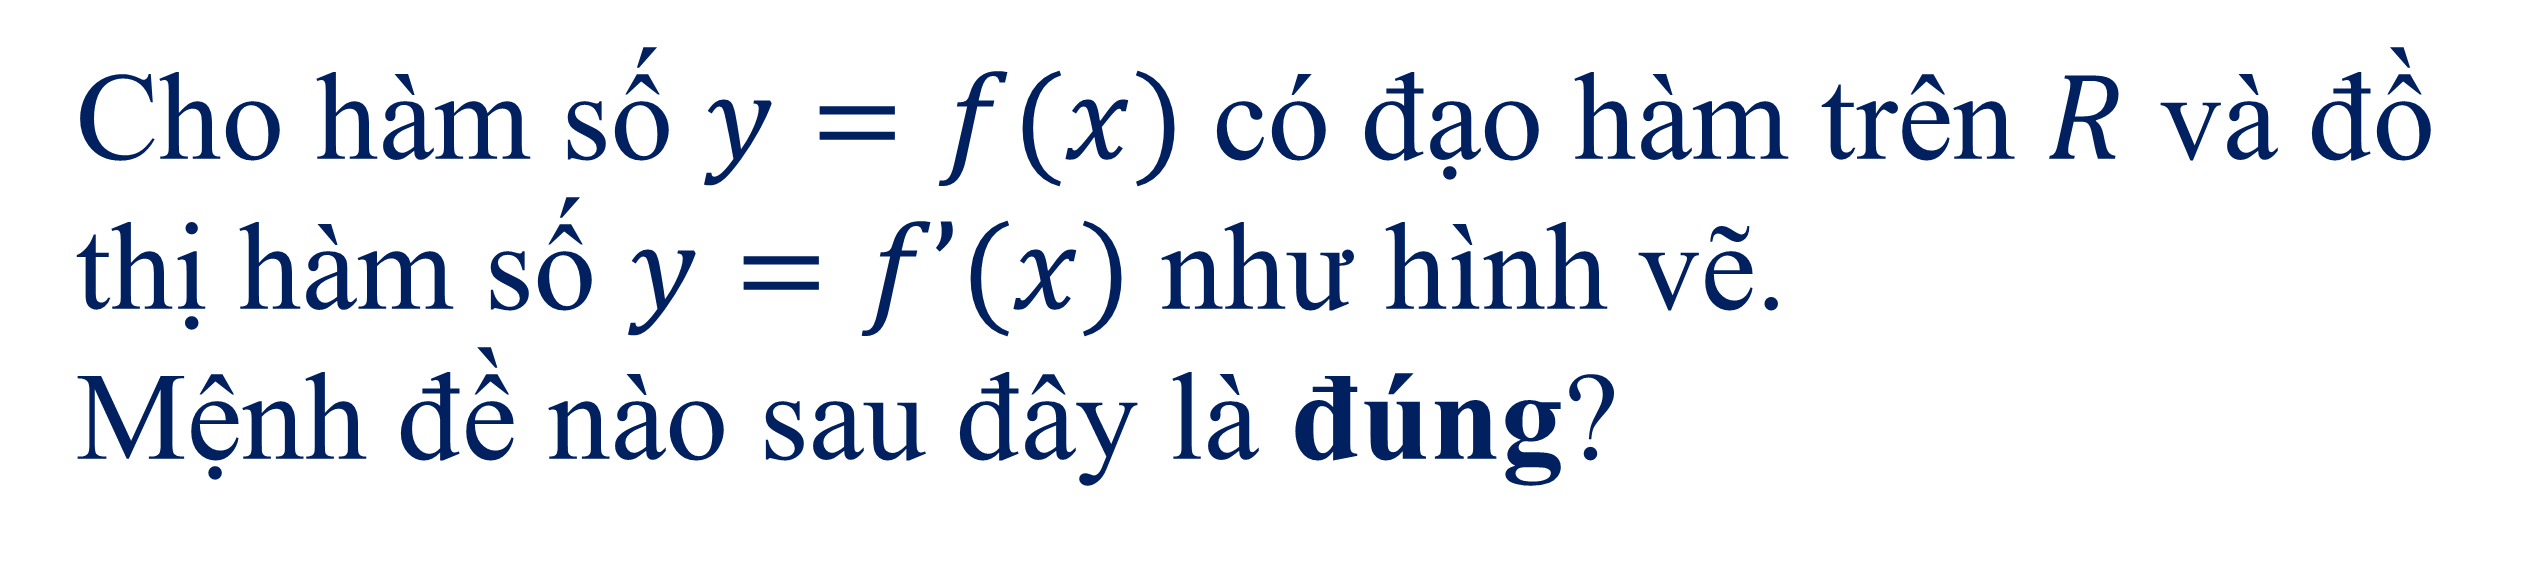 Cho hàm số y = f(x) có đạo hàm trên R và đồ
thị hàm số y = f’(x) như hình vẽ.
Mệnh đề nào sau đây là đúng?